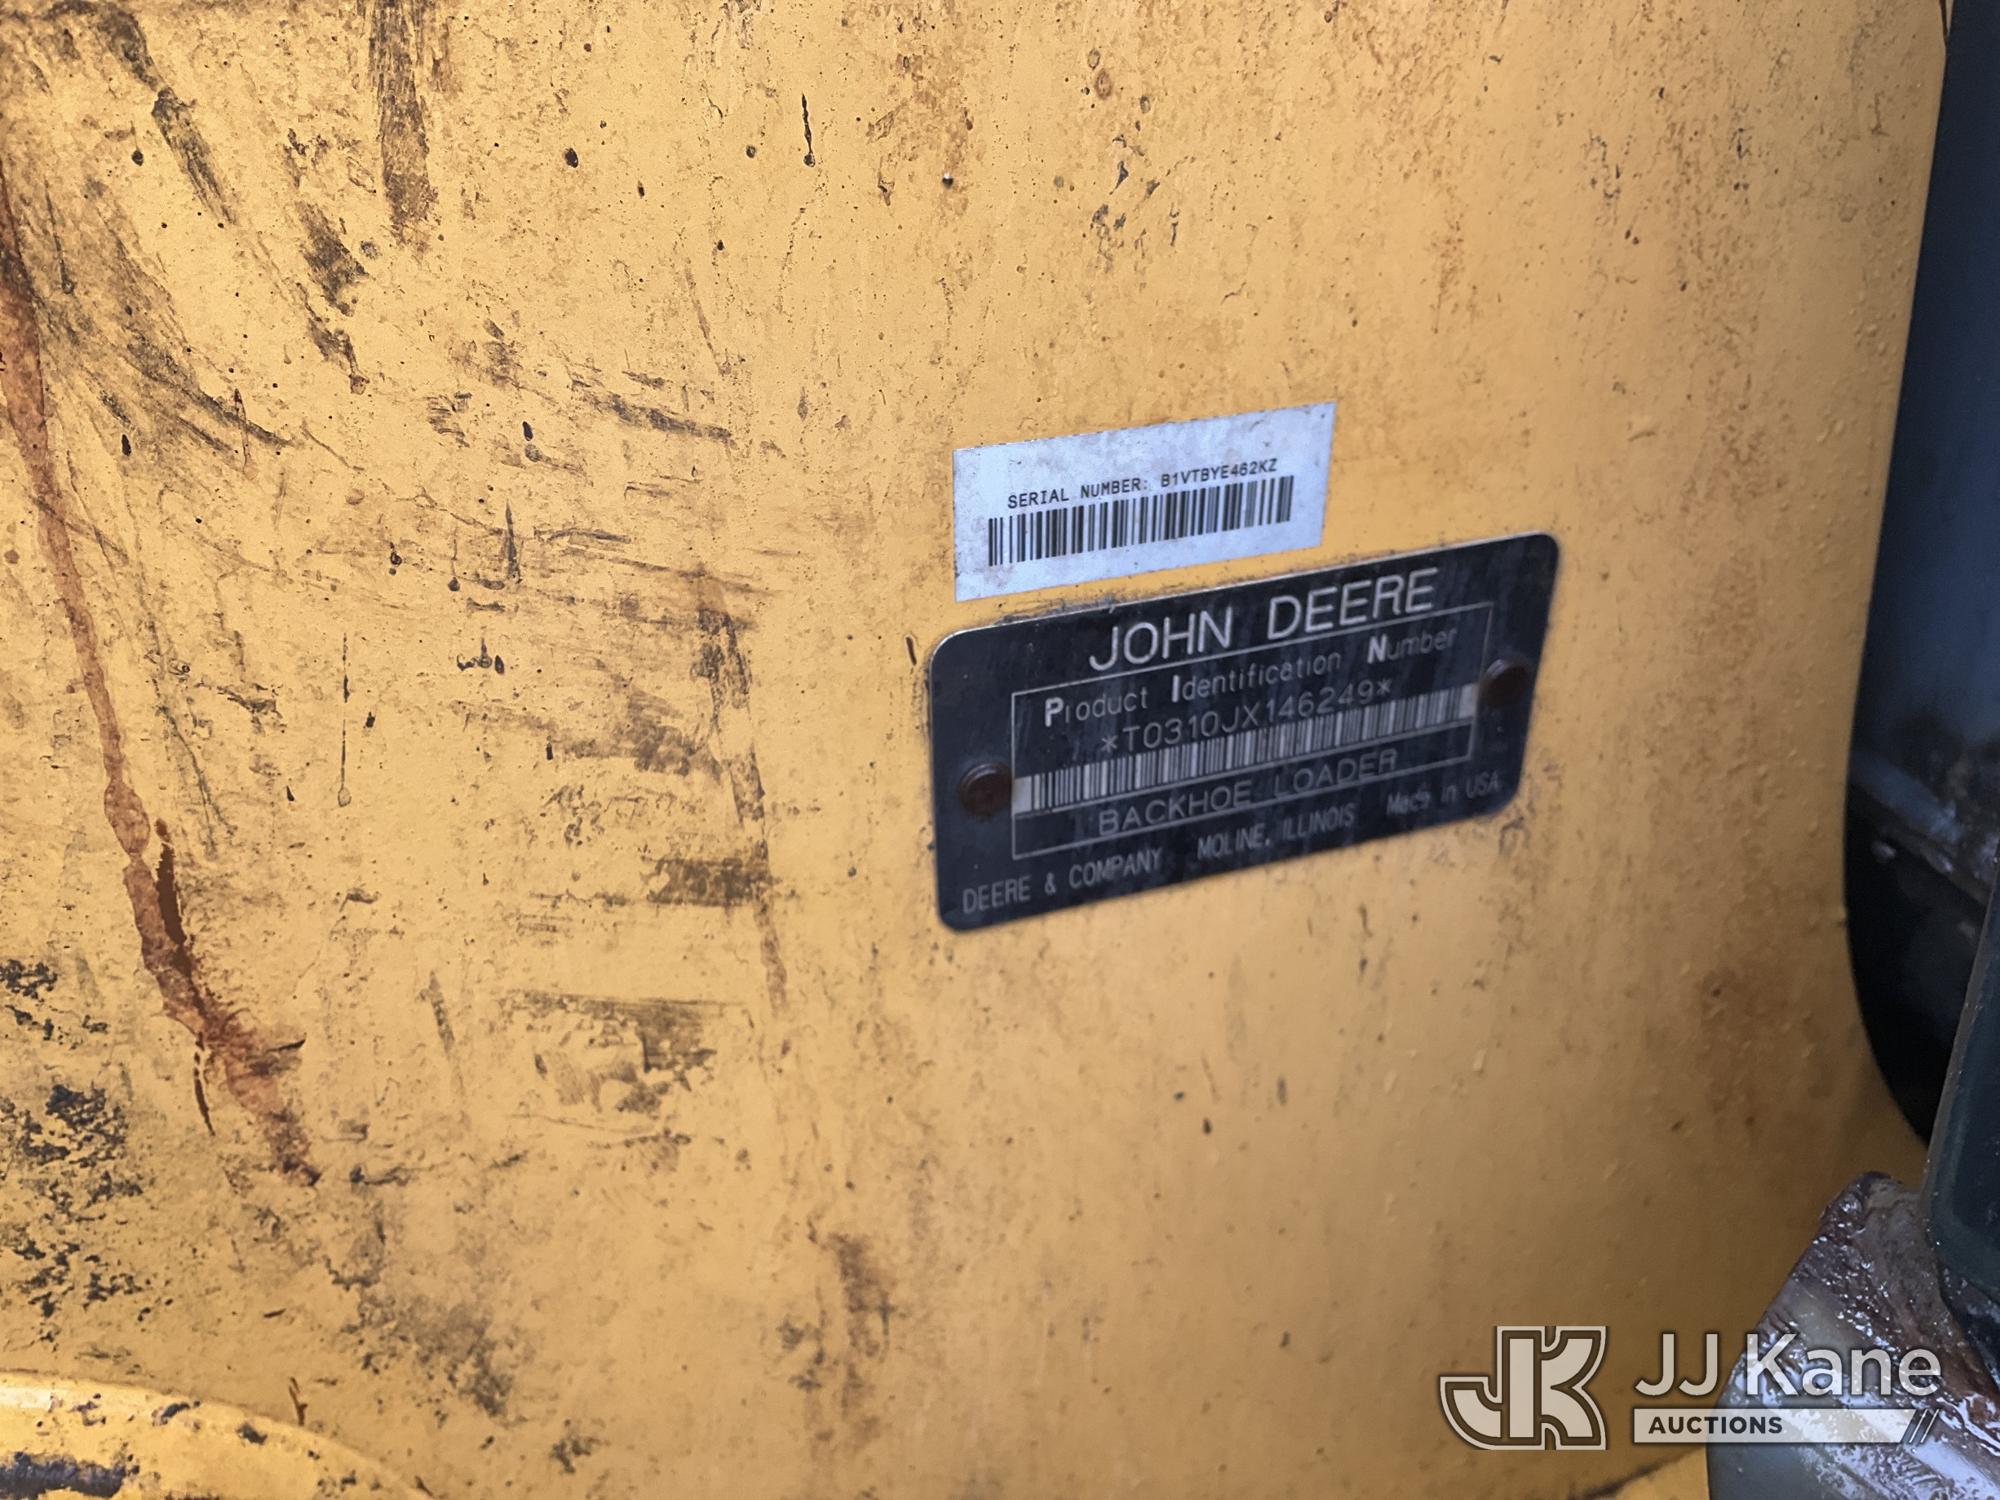 SERIAL NUMBER: B1VTBYE462KZ
JOHN DEERE
Product Identification Number
*T0310JX146249*
BACKHOE LOADER
DEERE & COMPANY MOLINE, ILLINOIS Made in USA
JK JJ Kane
AUCTIONS